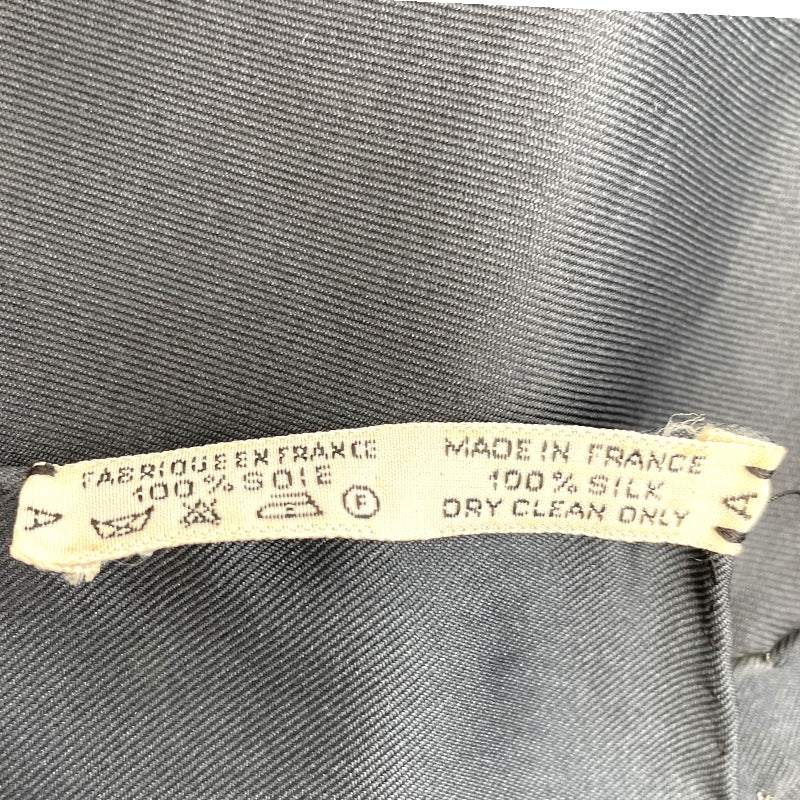 FABRIQUE EN FRANCE
100% SOIE
F
MADE IN FRANCE
100% SILK
DRY CLEAN ONLY
A
A